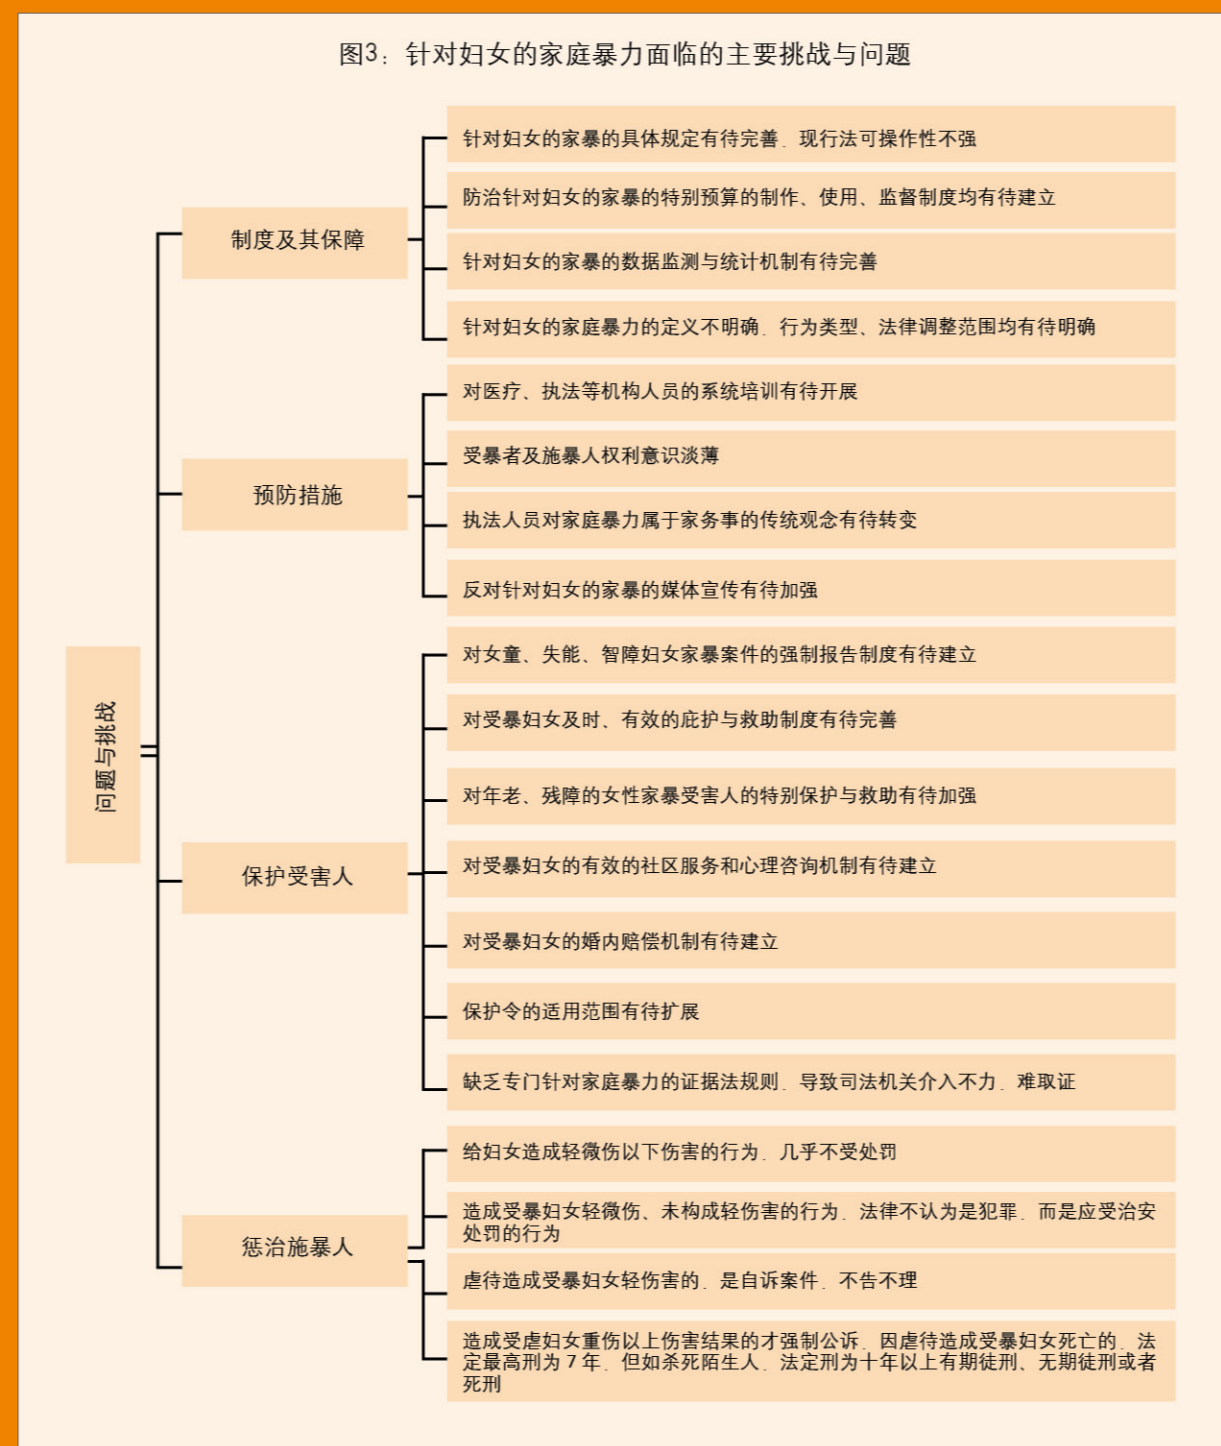 图3：针对妇女的家庭暴力面临的主要挑战与问题
问题与挑战
制度及其保障
针对妇女的家暴的具体规定有待完善．现行法可操作性不强
防治针对妇女的家暴的特别预算的制作、使用、监督制度均有待建立
针对妇女的家暴的数据监测与统计机制有待完善
针对妇女的家庭暴力的定义不明确．行为类型、法律调整范围均有待明确
预防措施
对医疗、执法等机构人员的系统培训有待开展
受暴者及施暴人权利意识淡薄
执法人员对家庭暴力属于家务事的传统观念有待转变
反对针对妇女的家暴的媒体宣传有待加强
保护受害人
对女童、失能、智障妇女家暴案件的强制报告制度有待建立
对受暴妇女及时、有效的庇护与救助制度有待完善
对年老、残障的女性家暴受害人的特别保护与救助有待加强
对受暴妇女的有效的社区服务和心理咨询机制有待建立
对受暴妇女的婚内赔偿机制有待建立
保护令的适用范围有待扩展
缺乏专门针对家庭暴力的证据法规则．导致司法机关介入不力．难取证
惩治施暴人
给妇女造成轻微伤以下伤害的行为．几乎不受处罚
造成受暴妇女轻微伤、未构成轻伤害的行为．法律不认为是犯罪．而是应受治安
处罚的行为
虐待造成受暴妇女轻伤害的．是自诉案件．不告不理
造成受虐妇女重伤以上伤害结果的才强制公诉．因虐待造成受暴妇女死亡的．法
定最高刑为７年．但如杀死陌生人．法定刑为十年以上有期徒刑、无期徒刑或者
死刑